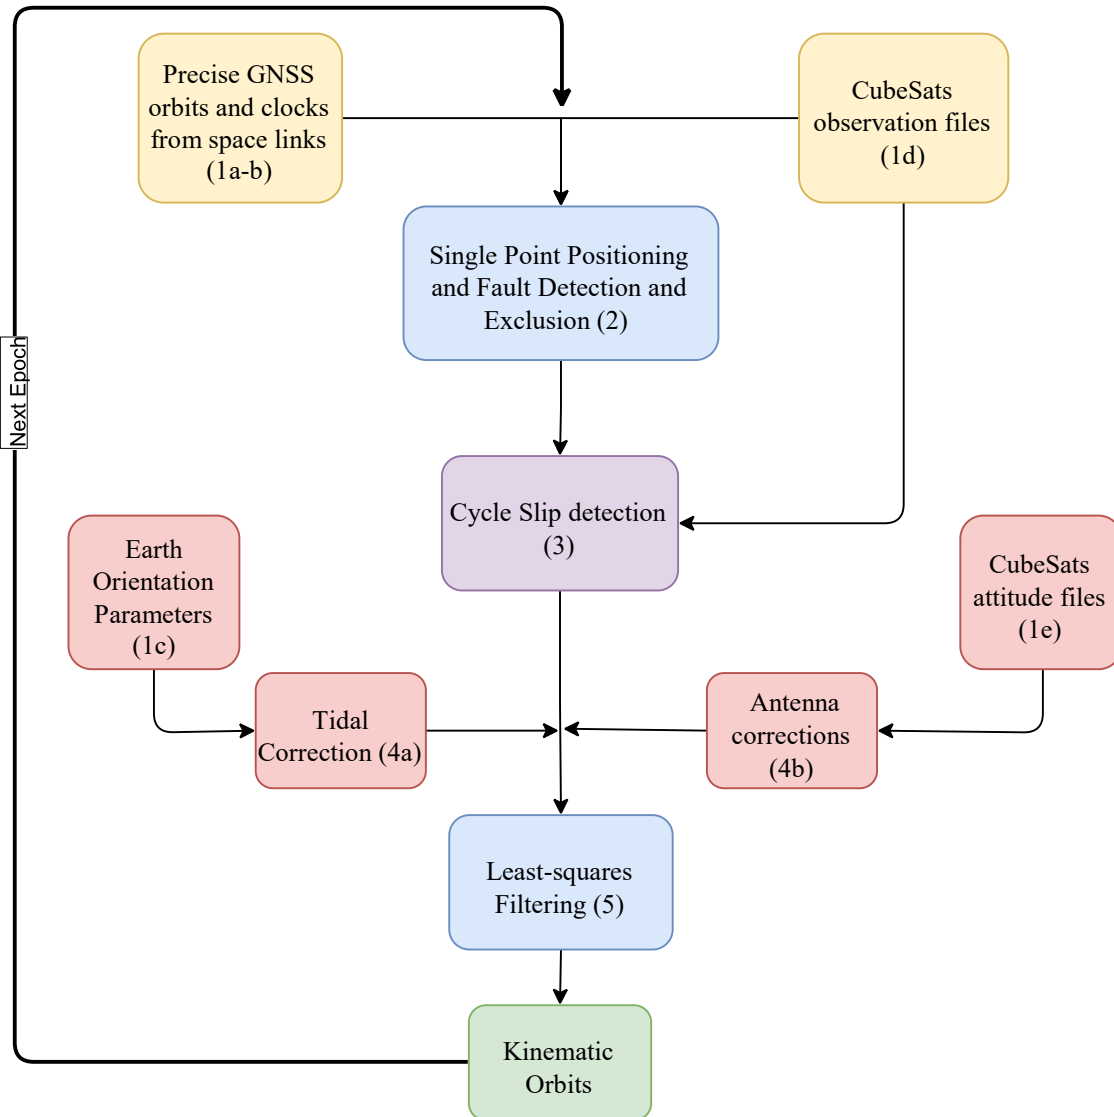 Precise GNSS
orbits and clocks
from space links
(1a-b)
CubeSats
observation files
(1d)
Single Point Positioning
and Fault Detection and
Exclusion (2)
Next Epoch
Cycle Slip detection
(3)
Earth
Orientation
Parameters
(1c)
CubeSats
attitude files
(1e)
Tidal
Correction (4a)
Antenna
corrections
(4b)
Least-squares
Filtering (5)
Kinematic
Orbits